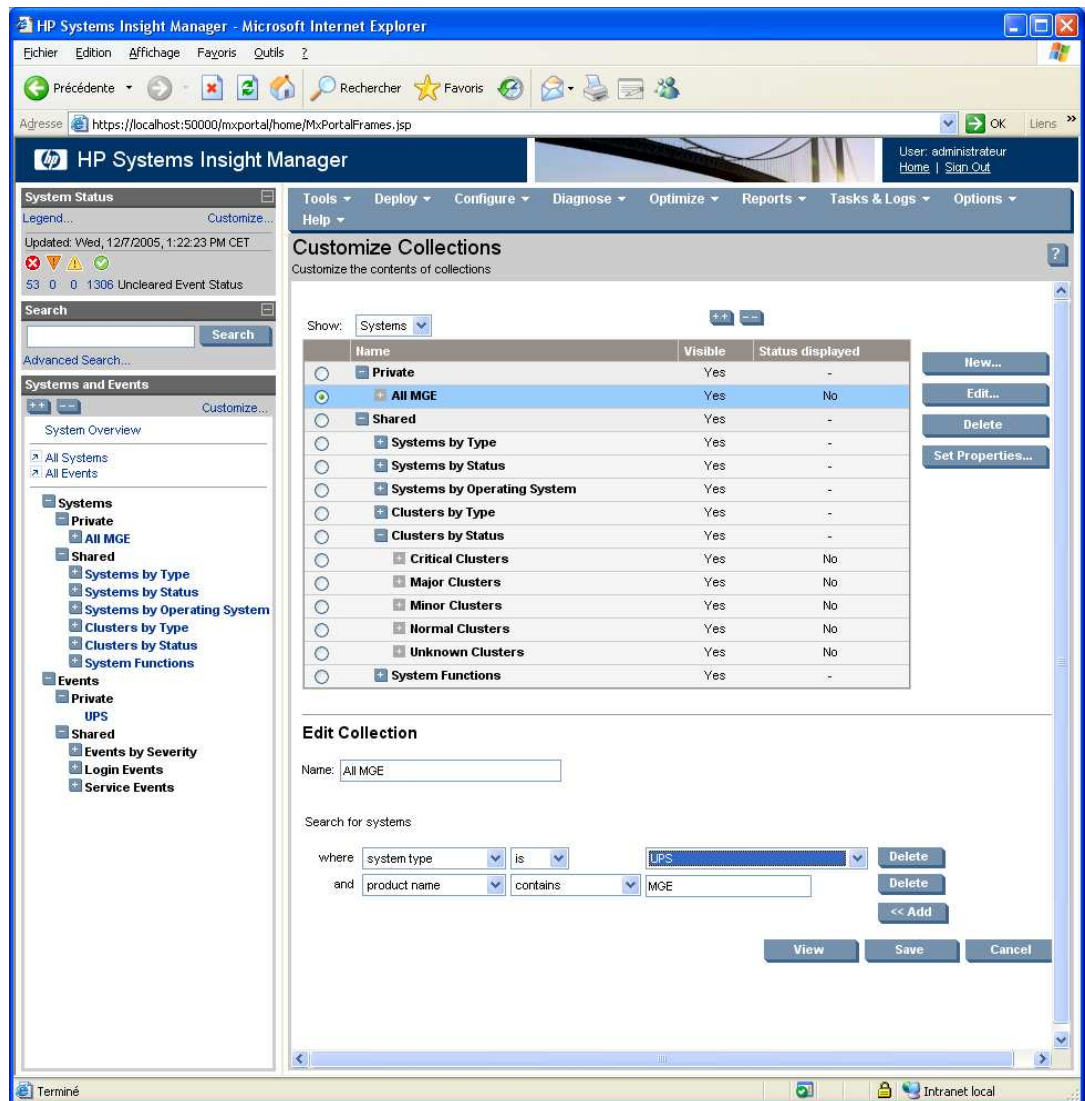 HP Systems Insight Manager - Microsoft Internet Explorer
Fichier Edition Affichage Favoris Outils ?
Précédente Rechercher Favoris
Adresse https://localhost:50000/mxportal/home/MxPortalFrames.jsp OK Liens »
hp HP Systems Insight Manager
User: administrateur
Home | Sign Out
System Status
Legend... Customize...
Updated: Wed, 12/7/2005, 1:22:23 PM CET
53 0 0 1306 Uncleared Event Status
Search
Search
Advanced Search...
Systems and Events
++ -- Customize...
System Overview
All Systems
All Events
Systems
Private
All MGE
Shared
Systems by Type
Systems by Status
Systems by Operating System
Clusters by Type
Clusters by Status
System Functions
Events
Private
UPS
Shared
Events by Severity
Login Events
Service Events
Tools Deploy Configure Diagnose Optimize Reports Tasks & Logs Options
Help
Customize Collections
?
Customize the contents of collections
Show: Systems ++ --
Name Visible Status displayed
Private Yes -
All MGE Yes No
Shared Yes -
Systems by Type Yes -
Systems by Status Yes -
Systems by Operating System Yes -
Clusters by Type Yes -
Clusters by Status Yes -
Critical Clusters Yes No
Major Clusters Yes No
Minor Clusters Yes No
Normal Clusters Yes No
Unknown Clusters Yes No
System Functions Yes -
New...
Edit...
Delete
Set Properties...
Edit Collection
Name: All MGE
Search for systems
where system type is UPS Delete
and product name contains MGE Delete
<< Add
View Save Cancel
Terminé Intranet local